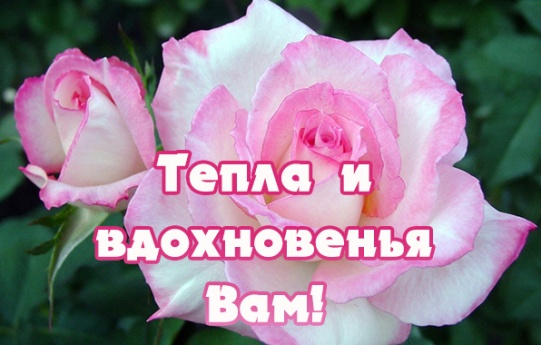 Тепла и
вдохновенья
Вам!